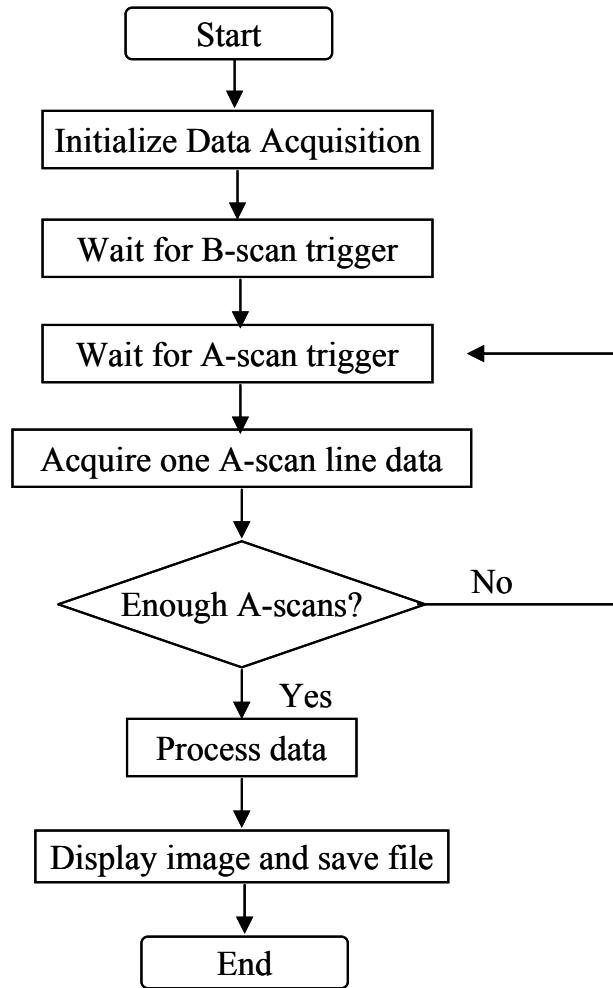 Start
Initialize Data Acquisition
Wait for B-scan trigger
Wait for A-scan trigger
Acquire one A-scan line data
Enough A-scans?
No
Yes
Process data
Display image and save file
End